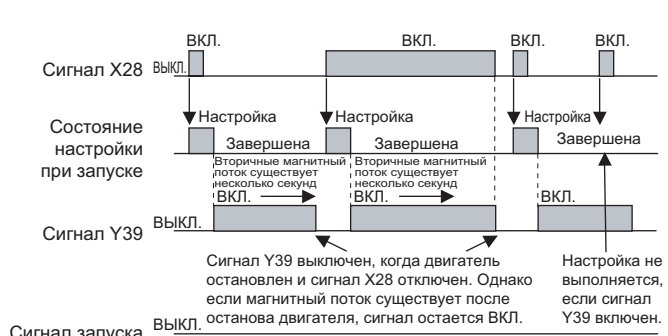 ВКЛ. ВКЛ. ВКЛ. ВКЛ.
Сигнал X28 ВЫКЛ.
Настройка Настройка Настройка
Состояние
настройки
при запуске
Завершена Завершена Завершена
Вторичные магнитный
поток существует
несколько секунд
Вторичные магнитный
поток существует
несколько секунд
ВКЛ. ВКЛ. ВКЛ.
Сигнал Y39 ВЫКЛ.
Сигнал Y39 выключен, когда двигатель
остановлен и сигнал X28 отключен. Однако
если магнитный поток существует после
останова двигателя, сигнал остается ВКЛ.
Настройка не
выполняется,
если сигнал
Y39 включен.
Сигнал запуска ВЫКЛ.